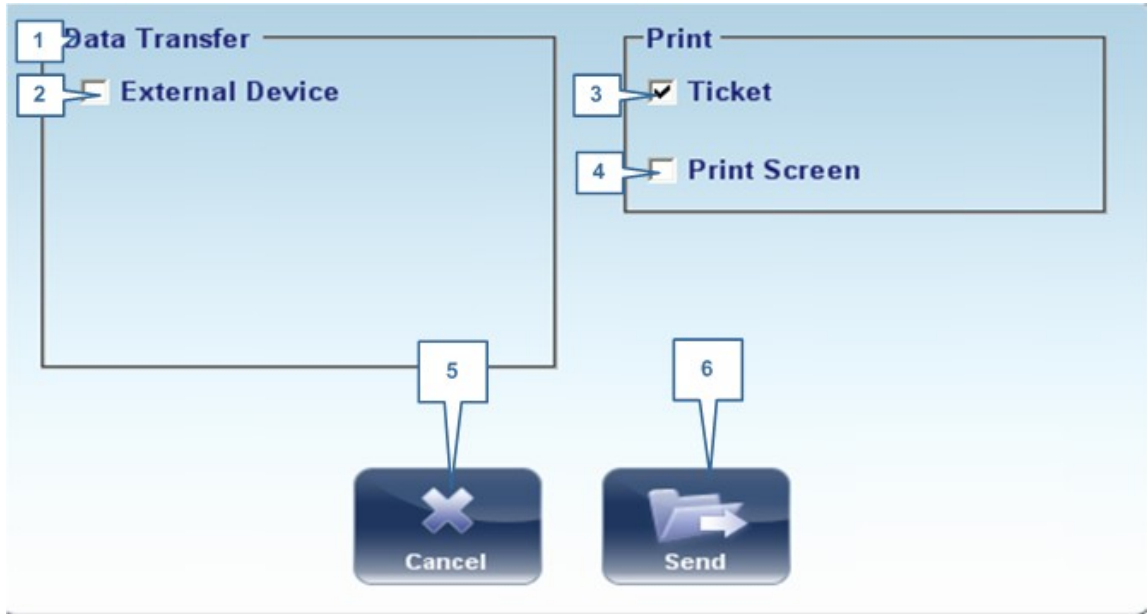 1 Data Transfer
2 External Device
Print
3 Ticket
4 Print Screen
5
6
Cancel
Send